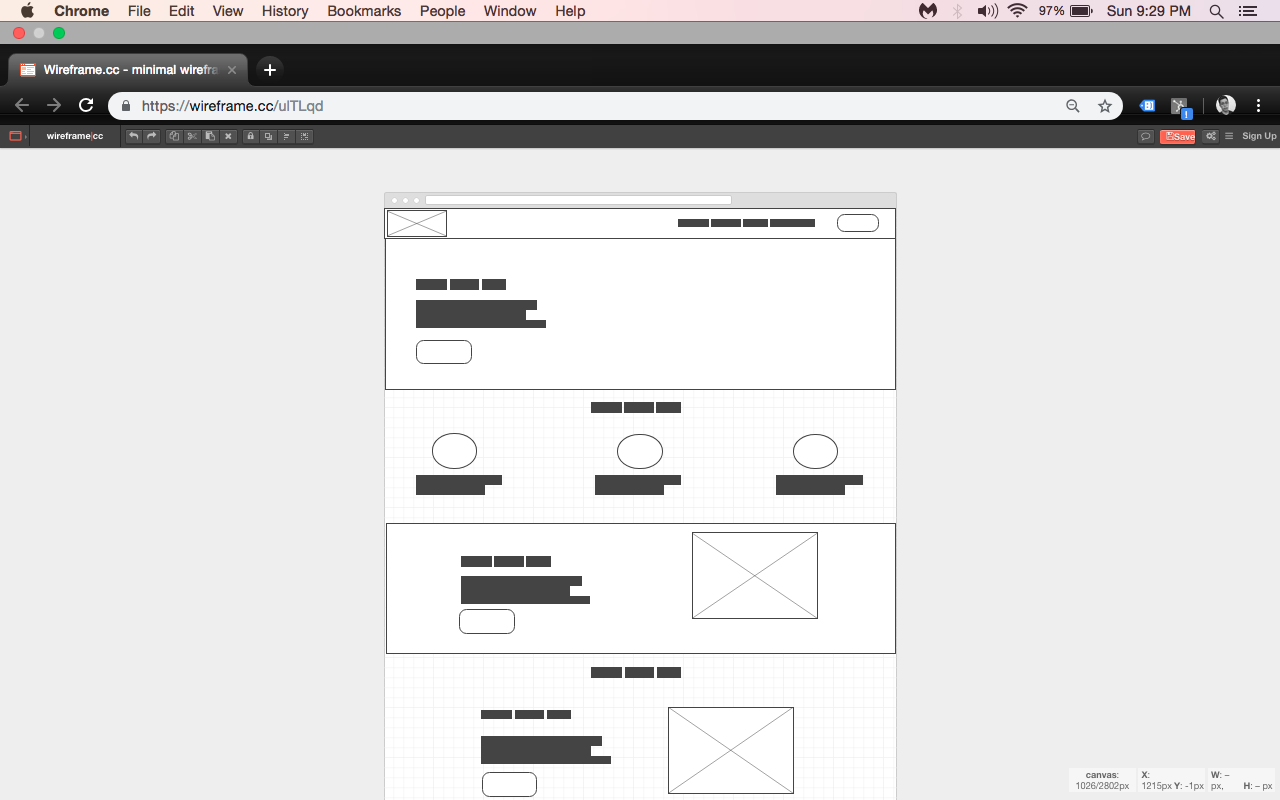 Chrome File Edit View History Bookmarks People Window Help 97% Sun 9:29 PM
Wireframe.cc - minimal wirefra
https://wireframe.cc/ulTLqd
wireframe|cc Save Sign Up
canvas: X: W: –
1026/2802px 1215px Y: -1px px, H: – px